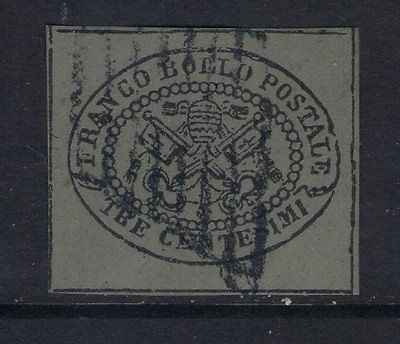 FRANCO BOLLO POSTALE
TRE CENTESIMI